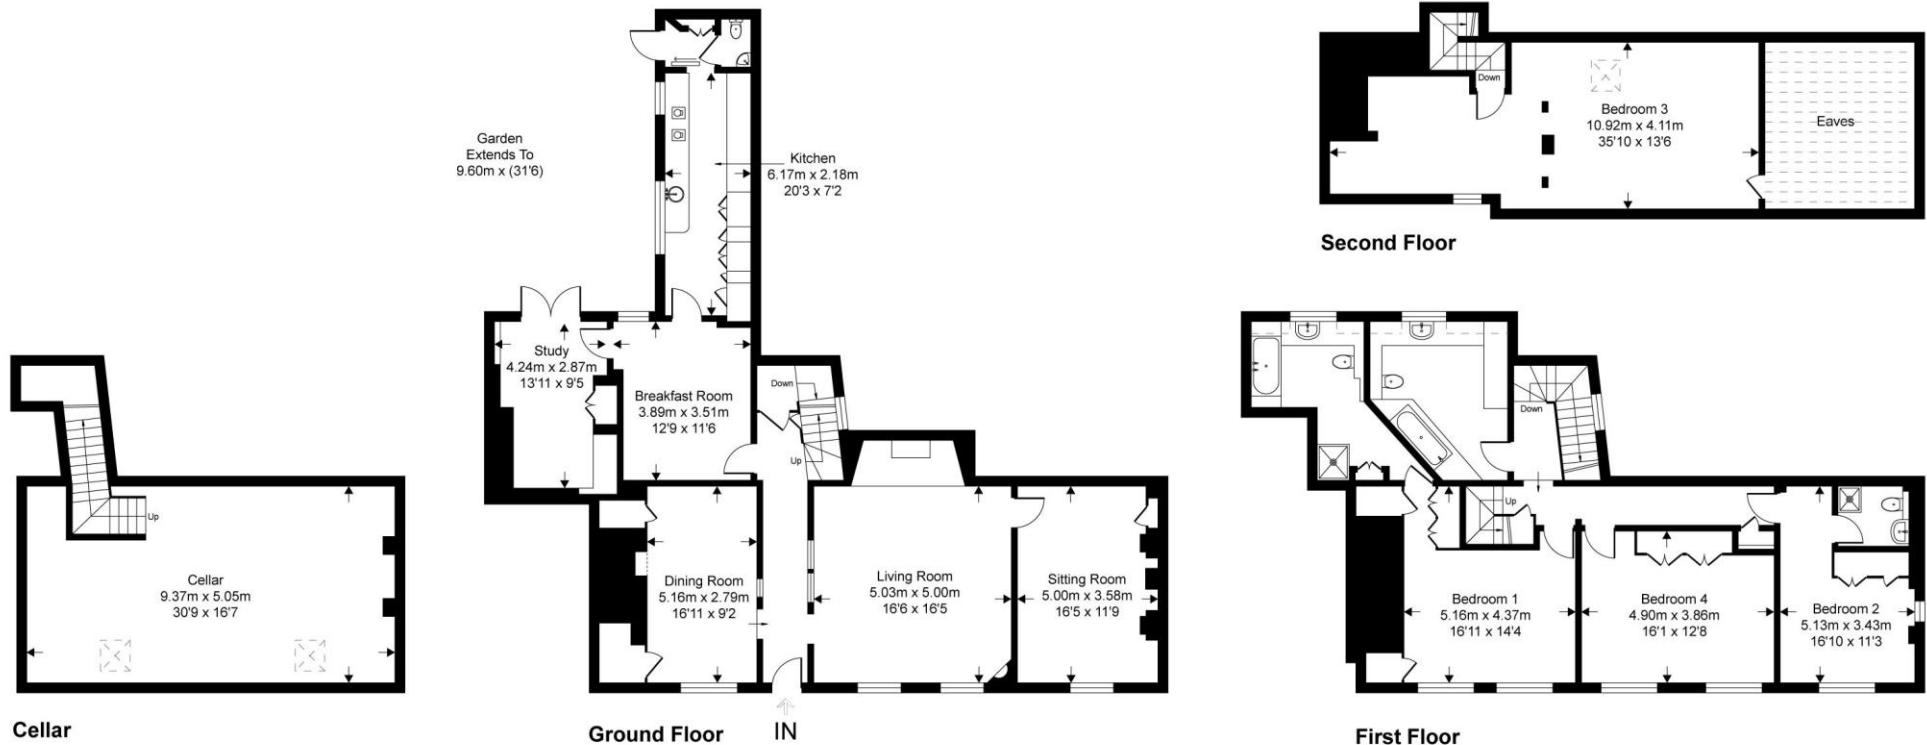 Up
Cellar
9.37m x 5.05m
30'9 x 16'7
Cellar
Garden
Extends To
9.60m x (31'6)
Kitchen
6.17m x 2.18m
20'3 x 7'2
Study
4.24m x 2.87m
13'11 x 9'5
Breakfast Room
3.89m x 3.51m
12'9 x 11'6
Down
Up
Dining Room
5.16m x 2.79m
16'11 x 9'2
Living Room
5.03m x 5.00m
16'6 x 16'5
Sitting Room
5.00m x 3.58m
16'5 x 11'9
IN
Ground Floor
Down
Bedroom 3
10.92m x 4.11m
35'10 x 13'6
Eaves
Second Floor
Down
Up
Bedroom 1
5.16m x 4.37m
16'11 x 14'4
Bedroom 4
4.90m x 3.86m
16'1 x 12'8
Bedroom 2
5.13m x 3.43m
16'10 x 11'3
First Floor